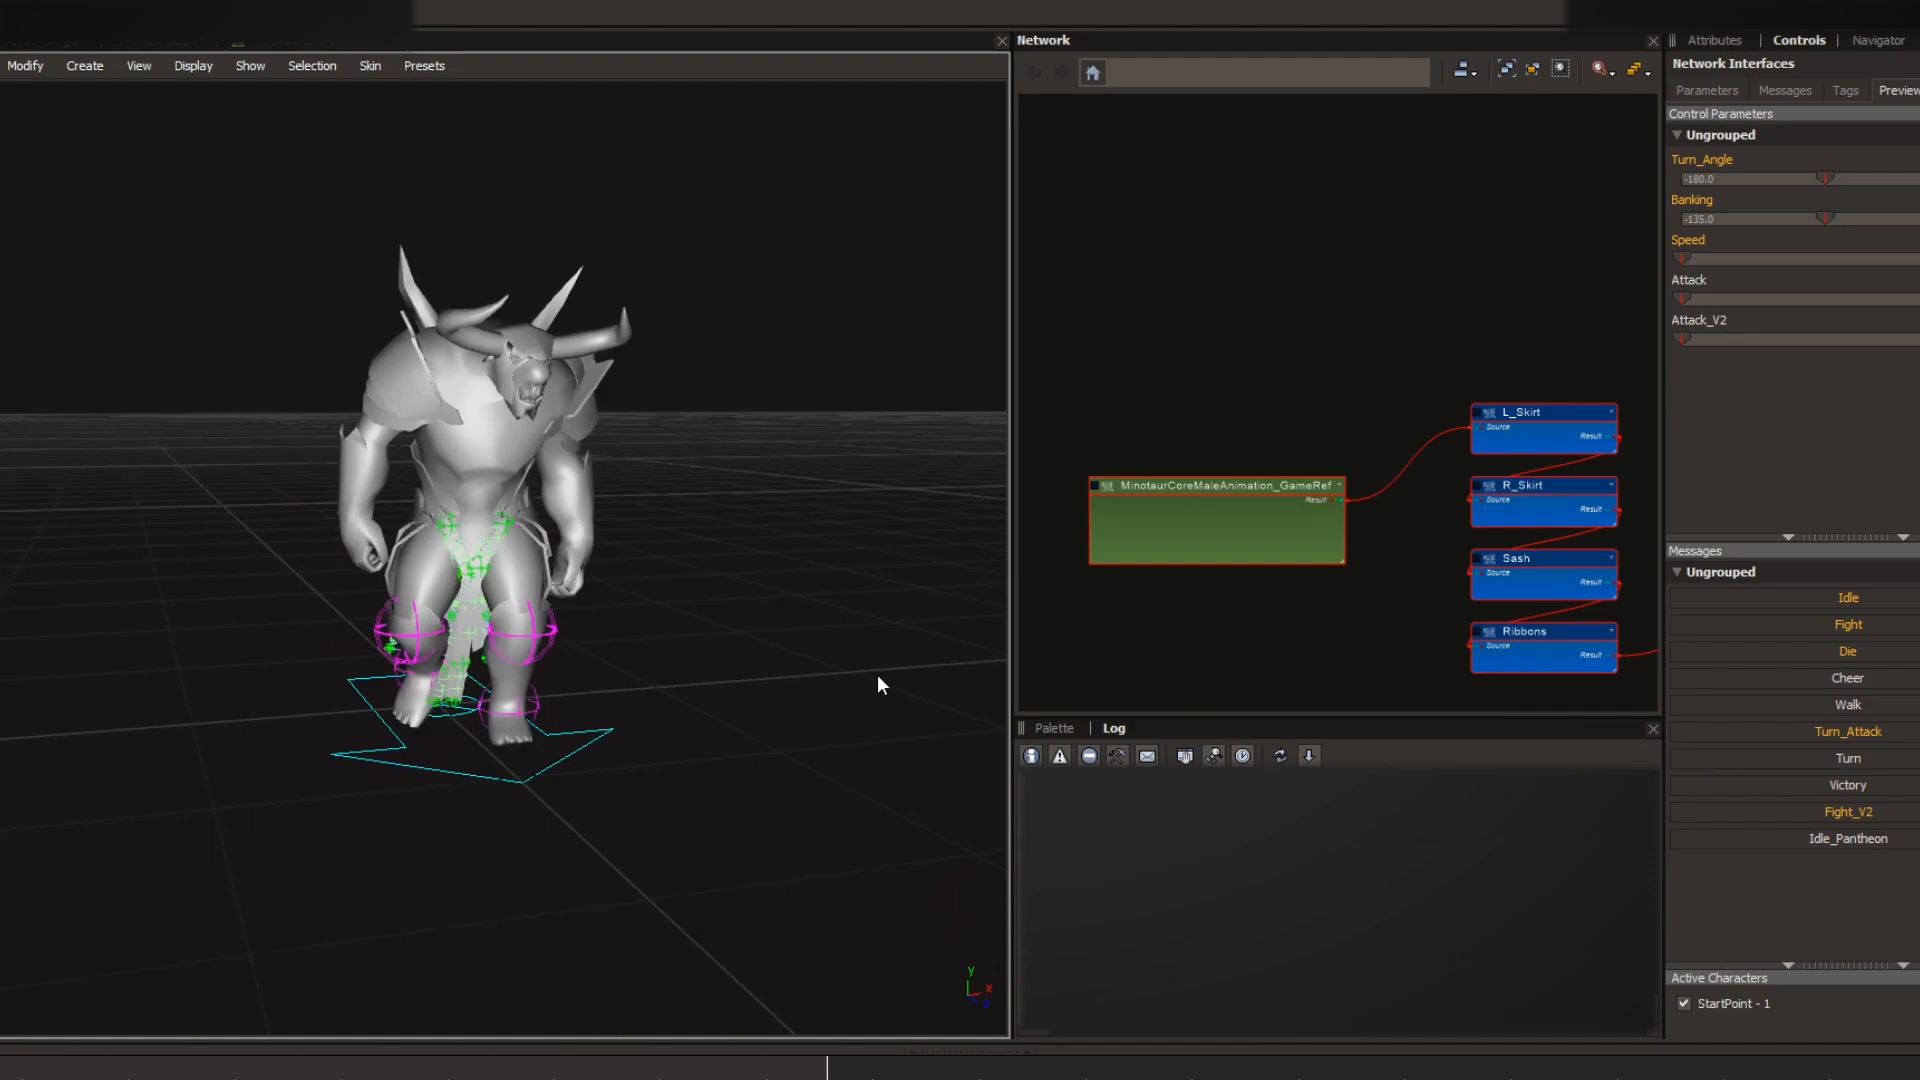 Modify Create View Display Show Selection Skin Presets
y
x
z
Network
MinotaurCoreMaleAnimation_GameRef
Result
L_Skirt
Source
Result
R_Skirt
Source
Result
Sash
Source
Result
Ribbons
Source
Result
Palette | Log
Attributes | Controls | Navigator
Network Interfaces
Parameters Messages Tags Preview
Control Parameters
Ungrouped
Turn_Angle
-180.0
Banking
-135.0
Speed
Attack
Attack_V2
Messages
Ungrouped
Idle
Fight
Die
Cheer
Walk
Turn_Attack
Turn
Victory
Fight_V2
Idle_Pantheon
Active Characters
StartPoint - 1